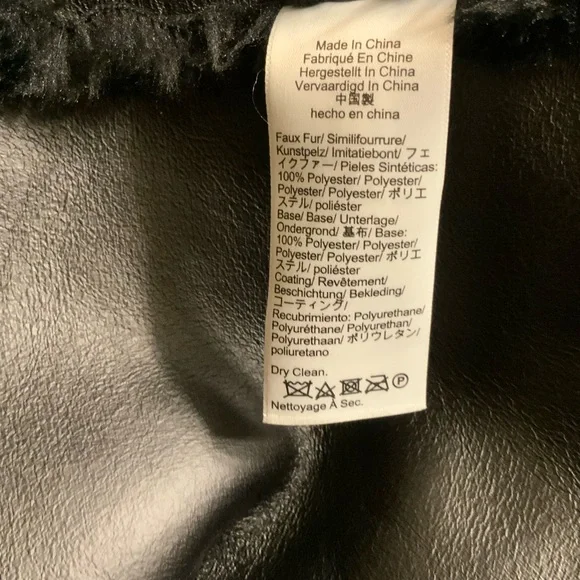 Made In China
Fabriqué En Chine
Hergestellt In China
Vervaardigd In China
中国製
hecho en china
Faux Fur/ Similifourrure/
Kunstpelz/ Imitatiebont/ フェ
イクファー/ Pieles Sintéticas:
100% Polyester/ Polyester/
Polyester/ Polyester/ ポリエ
ステル/ poliéster
Base/ Base/ Unterlage/
Ondergrond/ 基布/ Base:
100% Polyester/ Polyester/
Polyester/ Polyester/ ポリエ
ステル/ poliéster
Coating/ Revêtement/
Beschichtung/ Bekleding/
コーティング/
Recubrimiento: Polyurethane/
Polyuréthane/ Polyurethan/
Polyurethaan/ ポリウレタン/
poliuretano
Dry Clean.
P
Nettoyage À Sec.